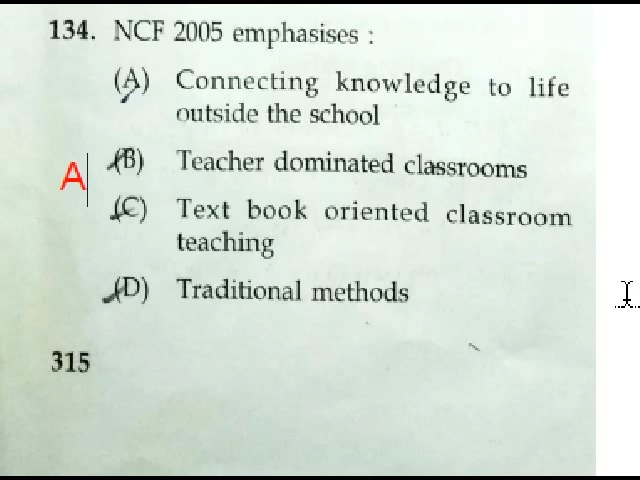 134. NCF 2005 emphasises :
(A) Connecting knowledge to life
outside the school
(B) Teacher dominated classrooms
A
(C) Text book oriented classroom
teaching
(D) Traditional methods
315